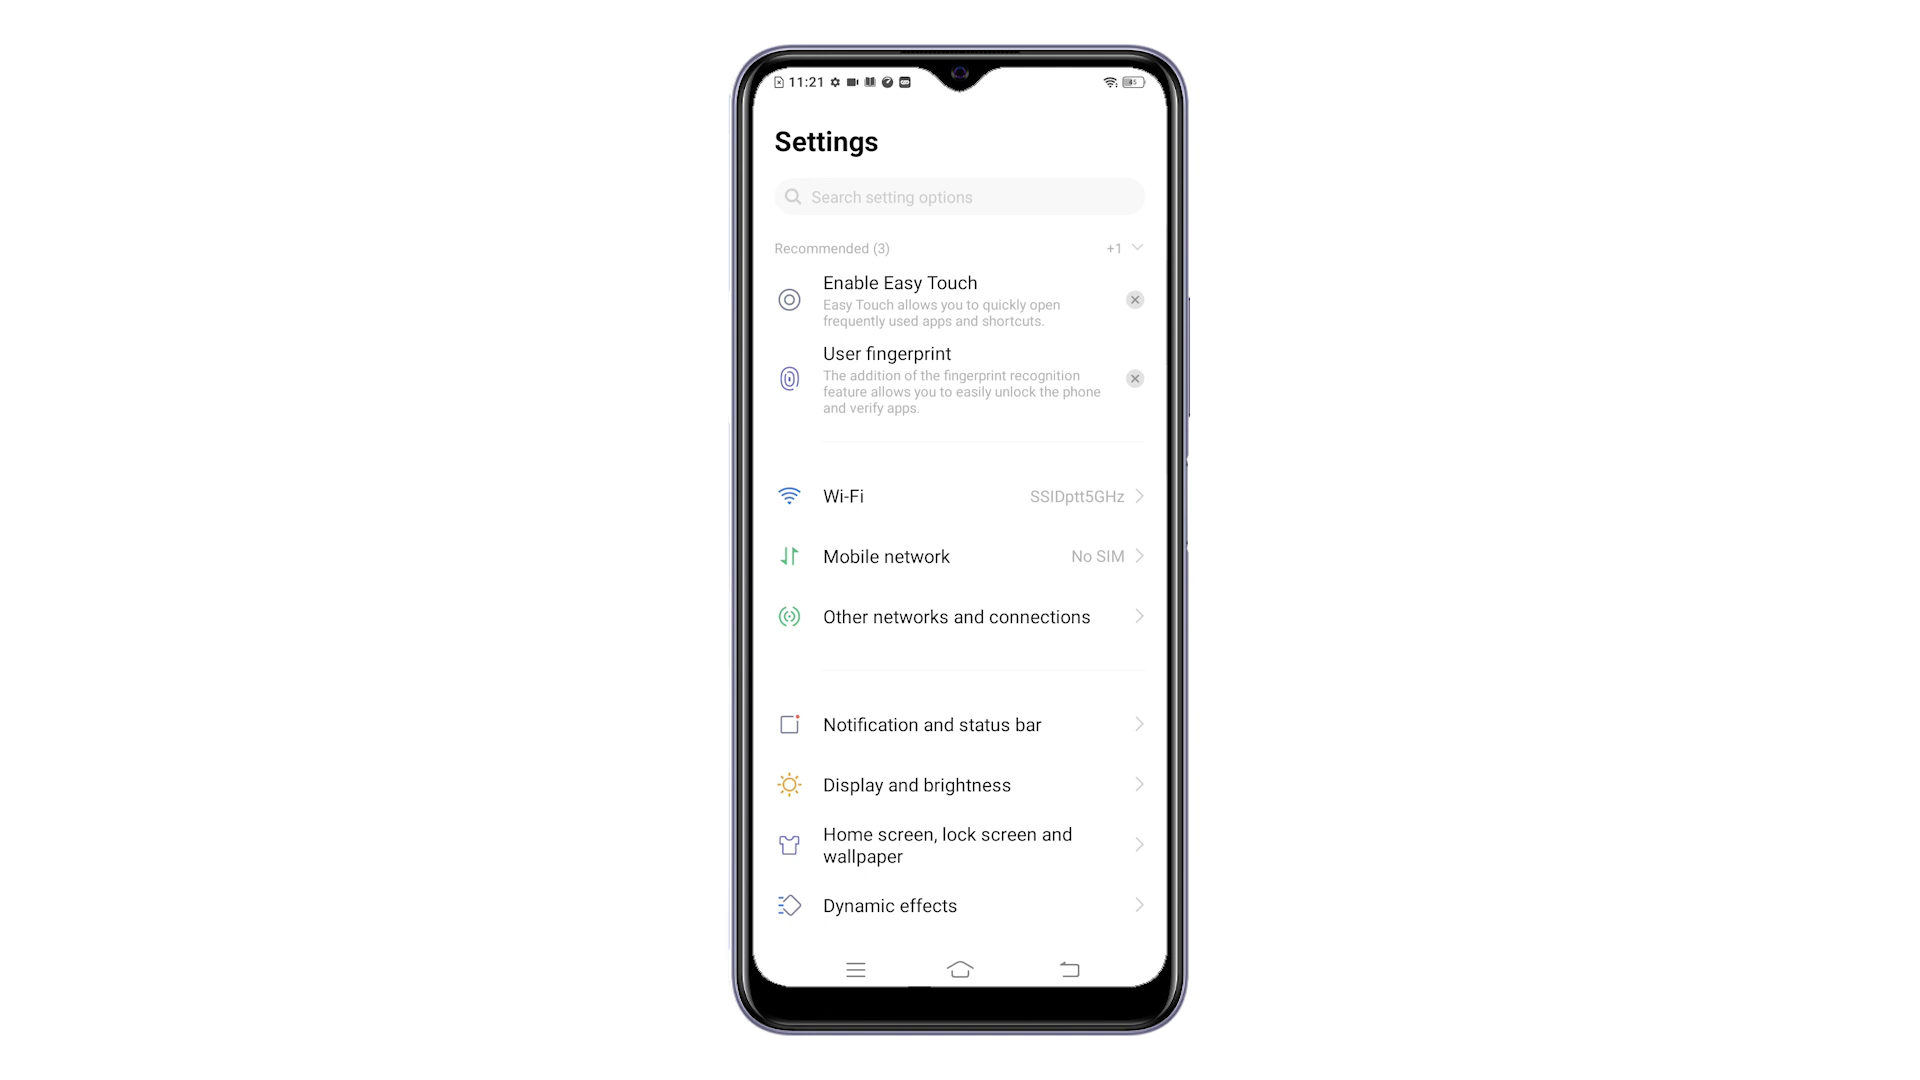 11:21
Settings
Search setting options
Recommended (3) +1
Enable Easy Touch
Easy Touch allows you to quickly open
frequently used apps and shortcuts.
User fingerprint
The addition of the fingerprint recognition
feature allows you to easily unlock the phone
and verify apps.
Wi-Fi SSIDptt5GHz
Mobile network No SIM
Other networks and connections
Notification and status bar
Display and brightness
Home screen, lock screen and
wallpaper
Dynamic effects